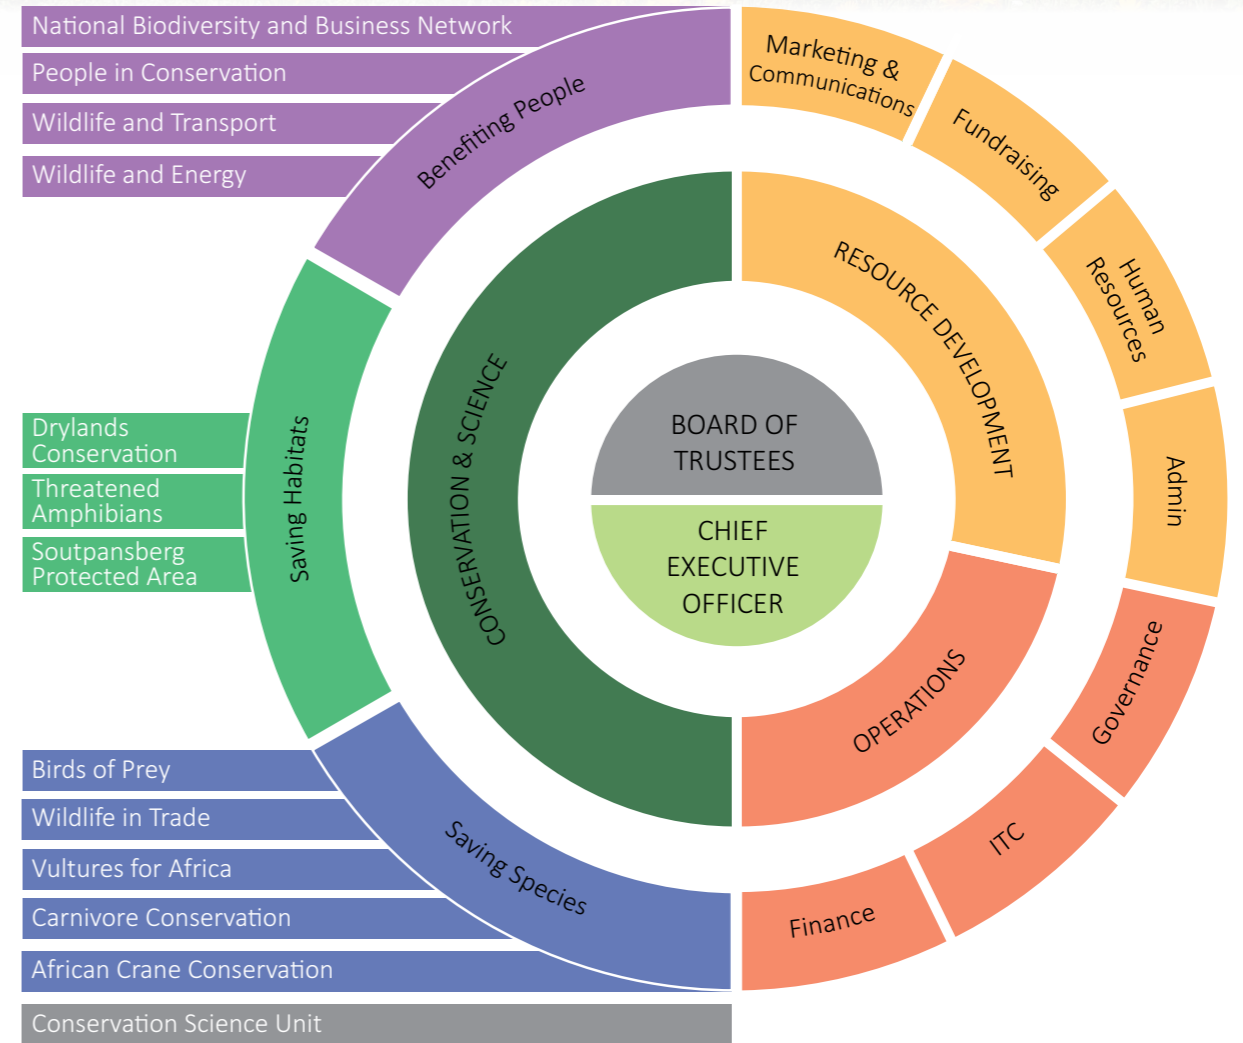 National Biodiversity and Business Network
People in Conservation
Wildlife and Transport
Wildlife and Energy
Benefiting People
Drylands
Conservation
Threatened
Amphibians
Soutpansberg
Protected Area
Saving Habitats
Birds of Prey
Wildlife in Trade
Vultures for Africa
Carnivore Conservation
African Crane Conservation
Saving Species
Conservation Science Unit
CONSERVATION & SCIENCE
BOARD OF
TRUSTEES
CHIEF
EXECUTIVE
OFFICER
RESOURCE DEVELOPMENT
OPERATIONS
Marketing &
Communications
Fundraising
Human
Resources
Admin
Governance
ITC
Finance